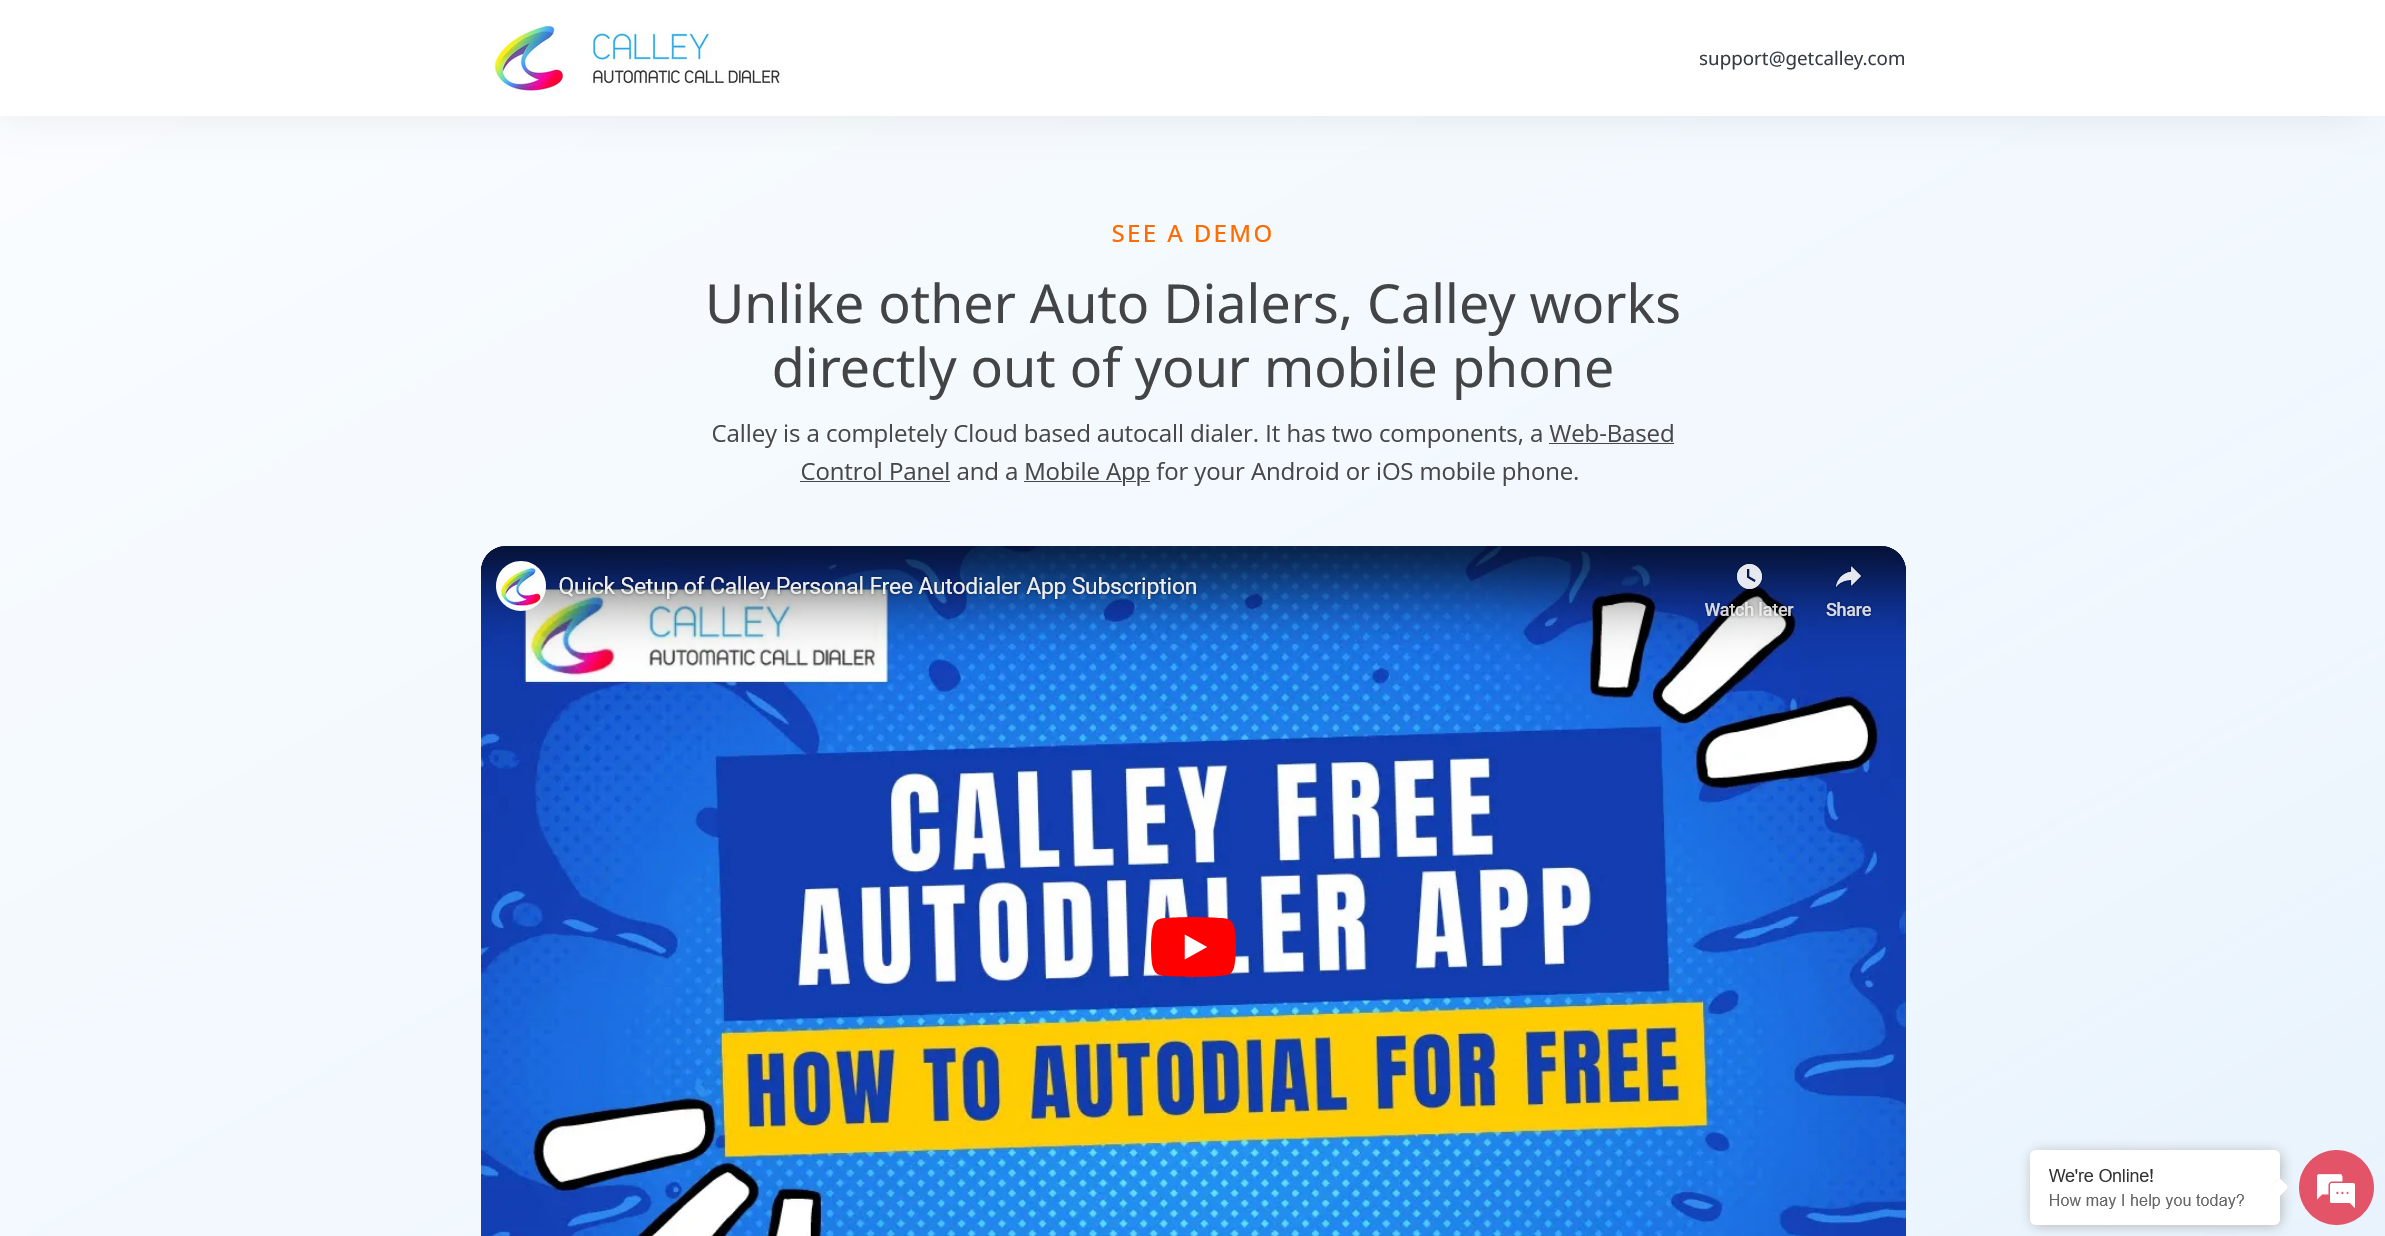 CALLEY
AUTOMATIC CALL DIALER
support@getcalley.com
SEE A DEMO
Unlike other Auto Dialers, Calley works
directly out of your mobile phone
Calley is a completely Cloud based autocall dialer. It has two components, a Web-Based
Control Panel and a Mobile App for your Android or iOS mobile phone.
Quick Setup of Calley Personal Free Autodialer App Subscription
Watch later
Share
CALLEY
AUTOMATIC CALL DIALER
CALLEY FREE
AUTODIALER APP
HOW TO AUTODIAL FOR FREE
We're Online!
How may I help you today?